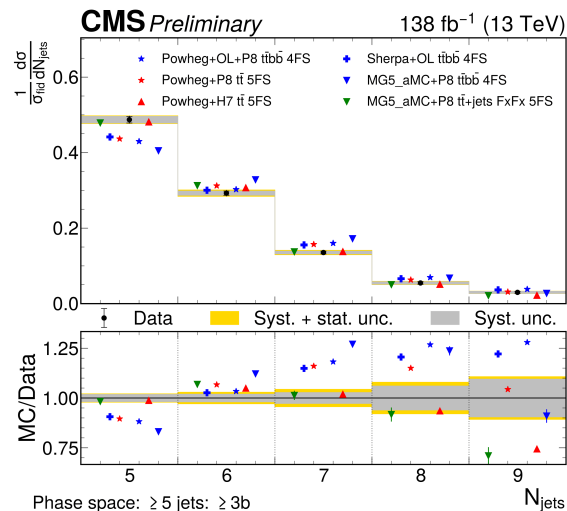 CMS Preliminary 138 fb⁻¹ (13 TeV)
1/σfid dσ/dNjets
Powheg+OL+P8 tt̄bb̄ 4FS
Powheg+P8 tt̄ 5FS
Powheg+H7 tt̄ 5FS
Sherpa+OL tt̄bb̄ 4FS
MG5_aMC+P8 tt̄bb̄ 4FS
MG5_aMC+P8 tt̄+jets FxFx 5FS
0.6
0.4
0.2
0.0
Data Syst. + stat. unc. Syst. unc.
MC/Data
1.25
1.00
0.75
5 6 7 8 9
Njets
Phase space: ≥ 5 jets: ≥ 3b